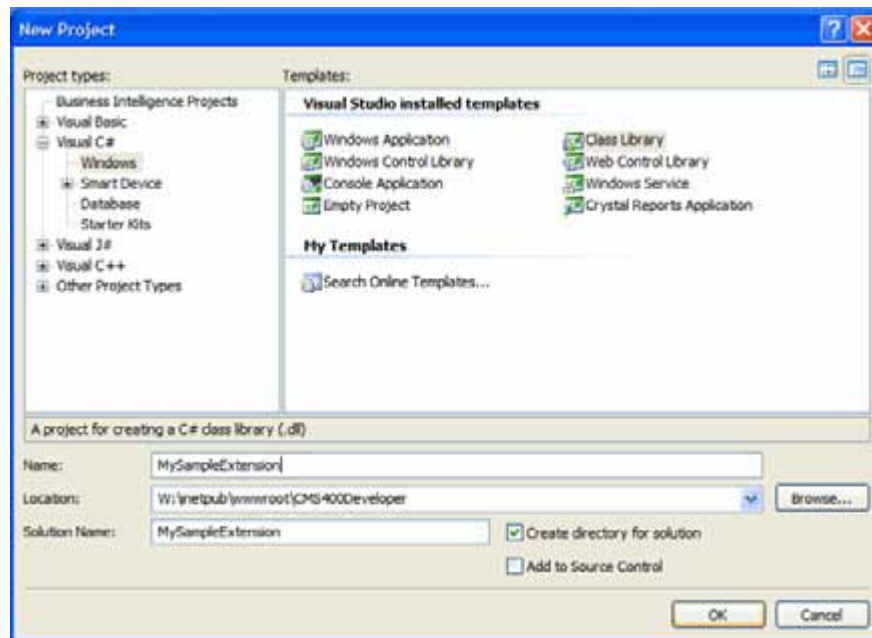 New Project
Project types:
Templates:
Business Intelligence Projects
Visual Basic
Visual C#
Windows
Smart Device
Database
Starter Kits
Visual J#
Visual C++
Other Project Types
Visual Studio installed templates
Windows Application
Class Library
Windows Control Library
Web Control Library
Console Application
Windows Service
Empty Project
Crystal Reports Application
My Templates
Search Online Templates...
A project for creating a C# class library (.dll)
Name: MySampleExtension
Location: W:\inetpub\wwwroot\CMS400Developer Browse...
Solution Name: MySampleExtension Create directory for solution
Add to Source Control
OK Cancel